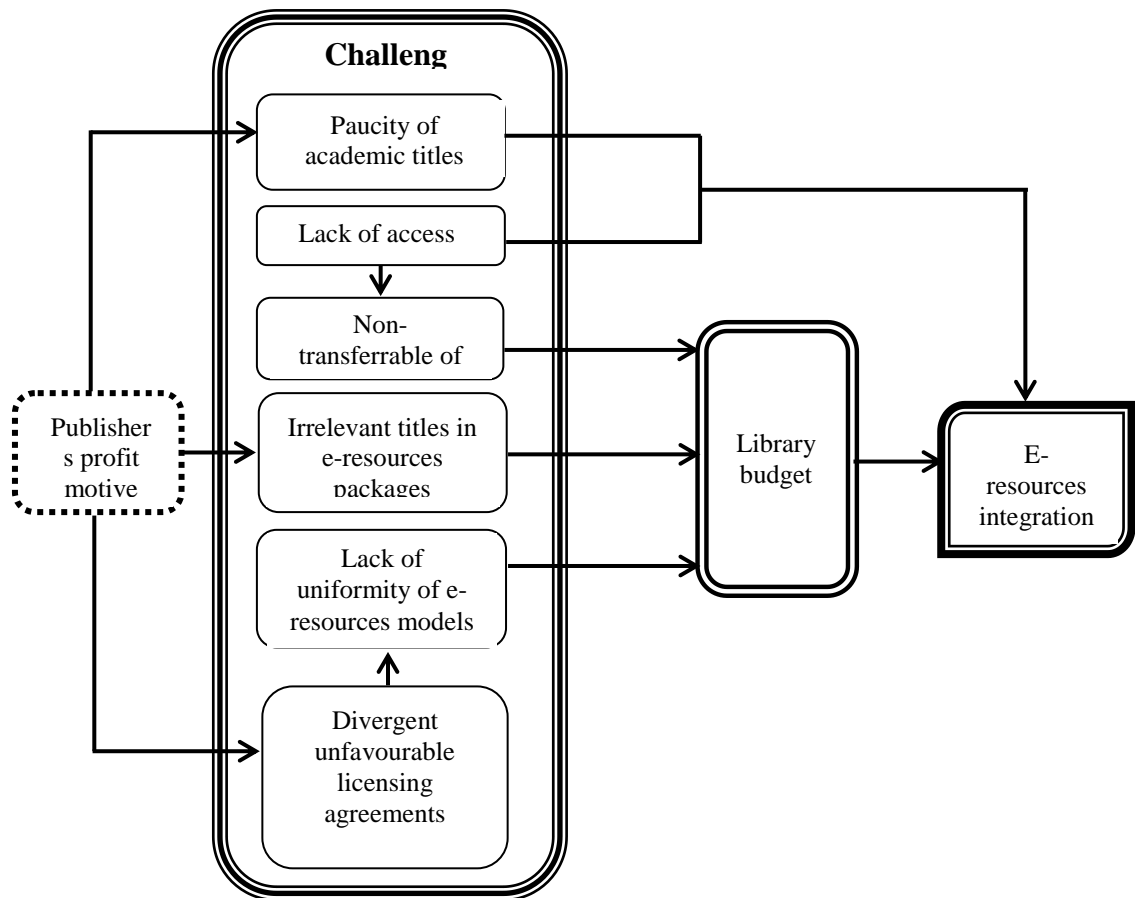 Challeng
Paucity of
academic titles
Lack of access
Non-
transferrable of
Publisher
s profit
motive
Irrelevant titles in
e-resources
packages
Lack of
uniformity of e-
resources models
Divergent
unfavourable
licensing
agreements
Library
budget
E-
resources
integration